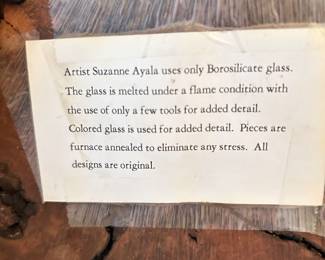 Artist Suzanne Ayala uses only Borosilicate glass.
The glass is melted under a flame condition with
the use of only a few tools for added detail.
Colored glass is used for added detail. Pieces are
furnace annealed to eliminate any stress. All
designs are original.